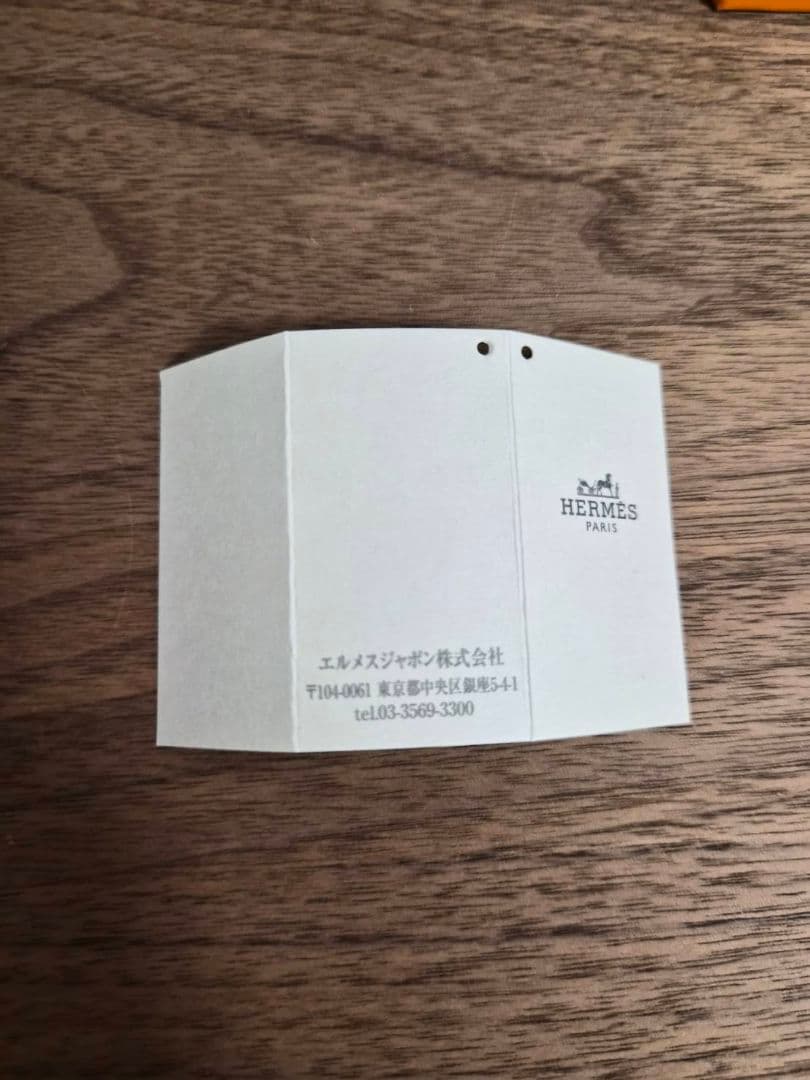 エルメスジャポン株式会社
〒104-0061 東京都中央区銀座5-4-1
tel.03-3569-3300
HERMÈS
PARIS